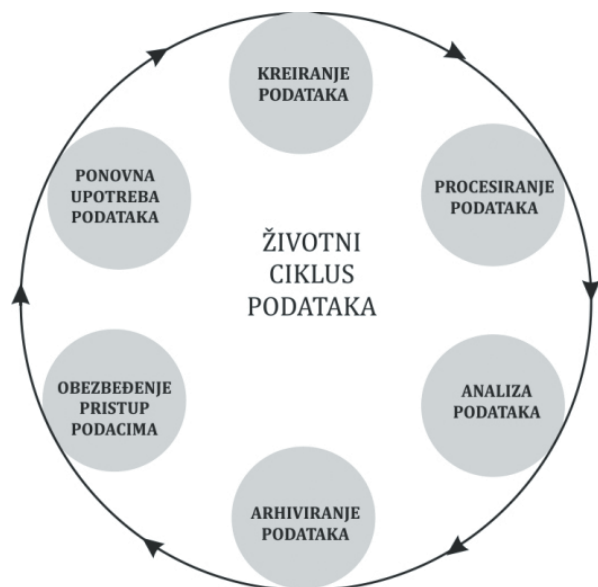 KREIRANJE
PODATAKA
PROCESIRANJE
PODATAKA
ANALIZA
PODATAKA
ARHIVIRANJE
PODATAKA
OBEZBEĐENJE
PRISTUP
PODACIMA
PONOVNA
UPOTREBA
PODATAKA
ŽIVOTNI
CIKLUS
PODATAKA